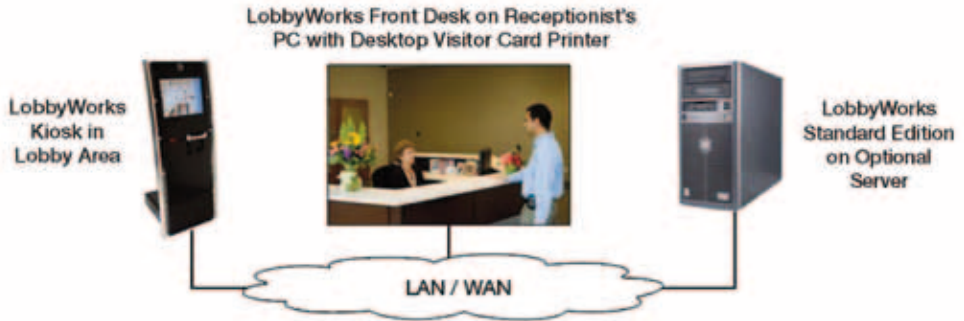 LobbyWorks Front Desk on Receptionist's
PC with Desktop Visitor Card Printer
LobbyWorks
Kiosk in
Lobby Area
LobbyWorks
Standard Edition
on Optional
Server
LAN / WAN